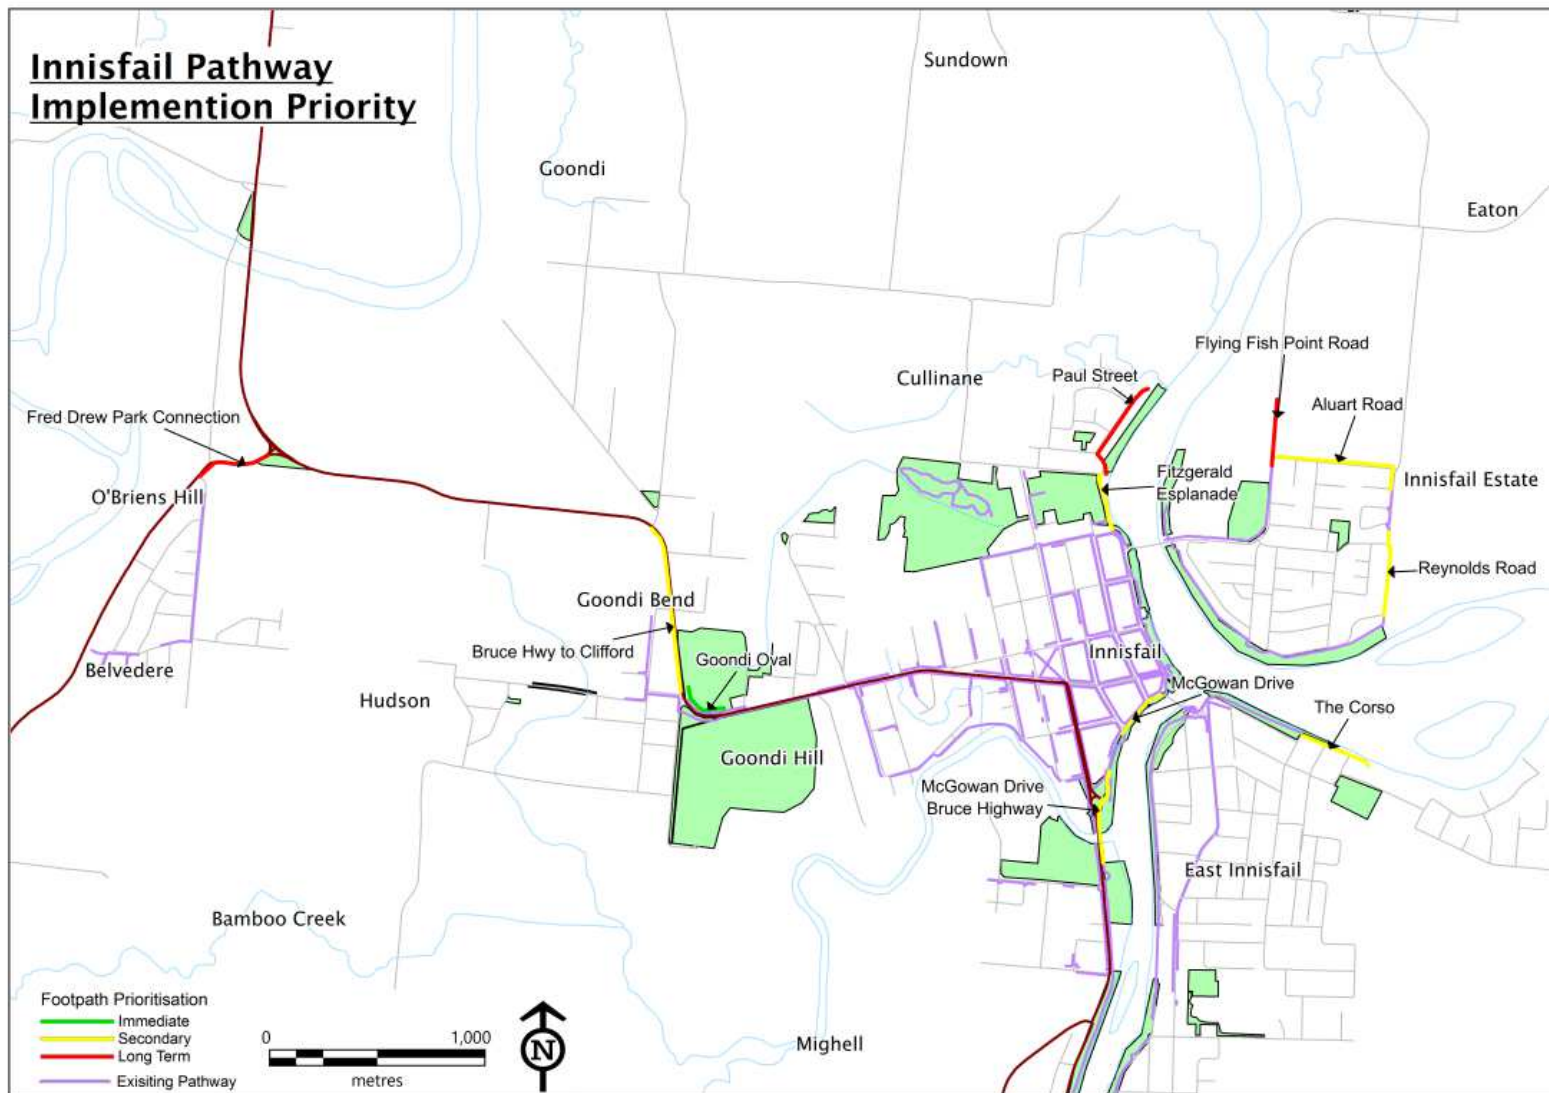 Innisfail Pathway
Implemention Priority
Sundown
Goondi
Eaton
Flying Fish Point Road
Cullinane
Paul Street
Aluart Road
Fred Drew Park Connection
Fitzgerald
Esplanade
Innisfail Estate
O'Briens Hill
Reynolds Road
Goondi Bend
Bruce Hwy to Clifford
Goondi Oval
Innisfail
Belvedere
McGowan Drive
Hudson
The Corso
Goondi Hill
McGowan Drive
Bruce Highway
East Innisfail
Bamboo Creek
Mighell
Footpath Prioritisation
Immediate
Secondary
Long Term
Exisiting Pathway
0 1,000
metres
N